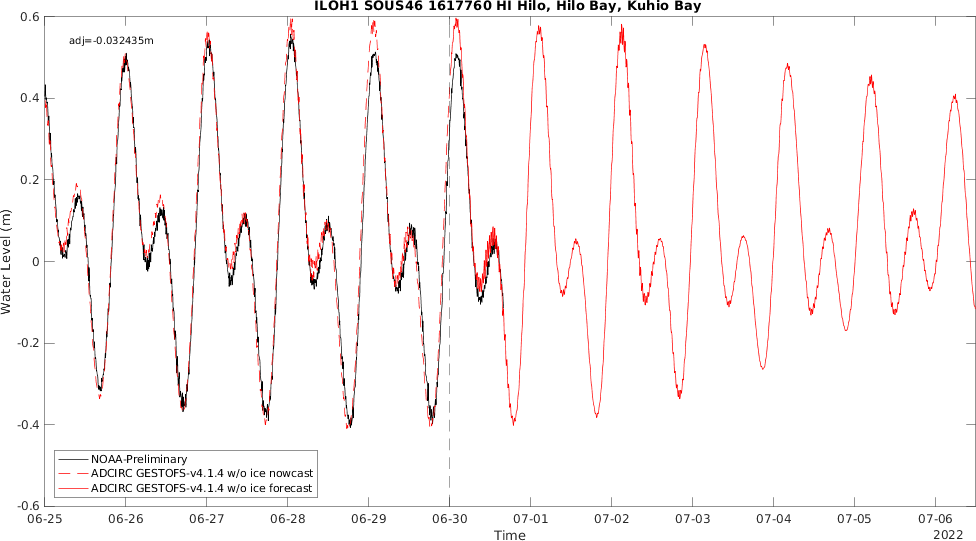 ILOH1 SOUS46 1617760 HI Hilo, Hilo Bay, Kuhio Bay
adj=-0.032435m
0.6
0.4
0.2
0
-0.2
-0.4
-0.6
Water Level (m)
NOAA-Preliminary
ADCIRC GESTOFS-v4.1.4 w/o ice nowcast
ADCIRC GESTOFS-v4.1.4 w/o ice forecast
06-25 06-26 06-27 06-28 06-29 06-30 07-01 07-02 07-03 07-04 07-05 07-06
Time
2022